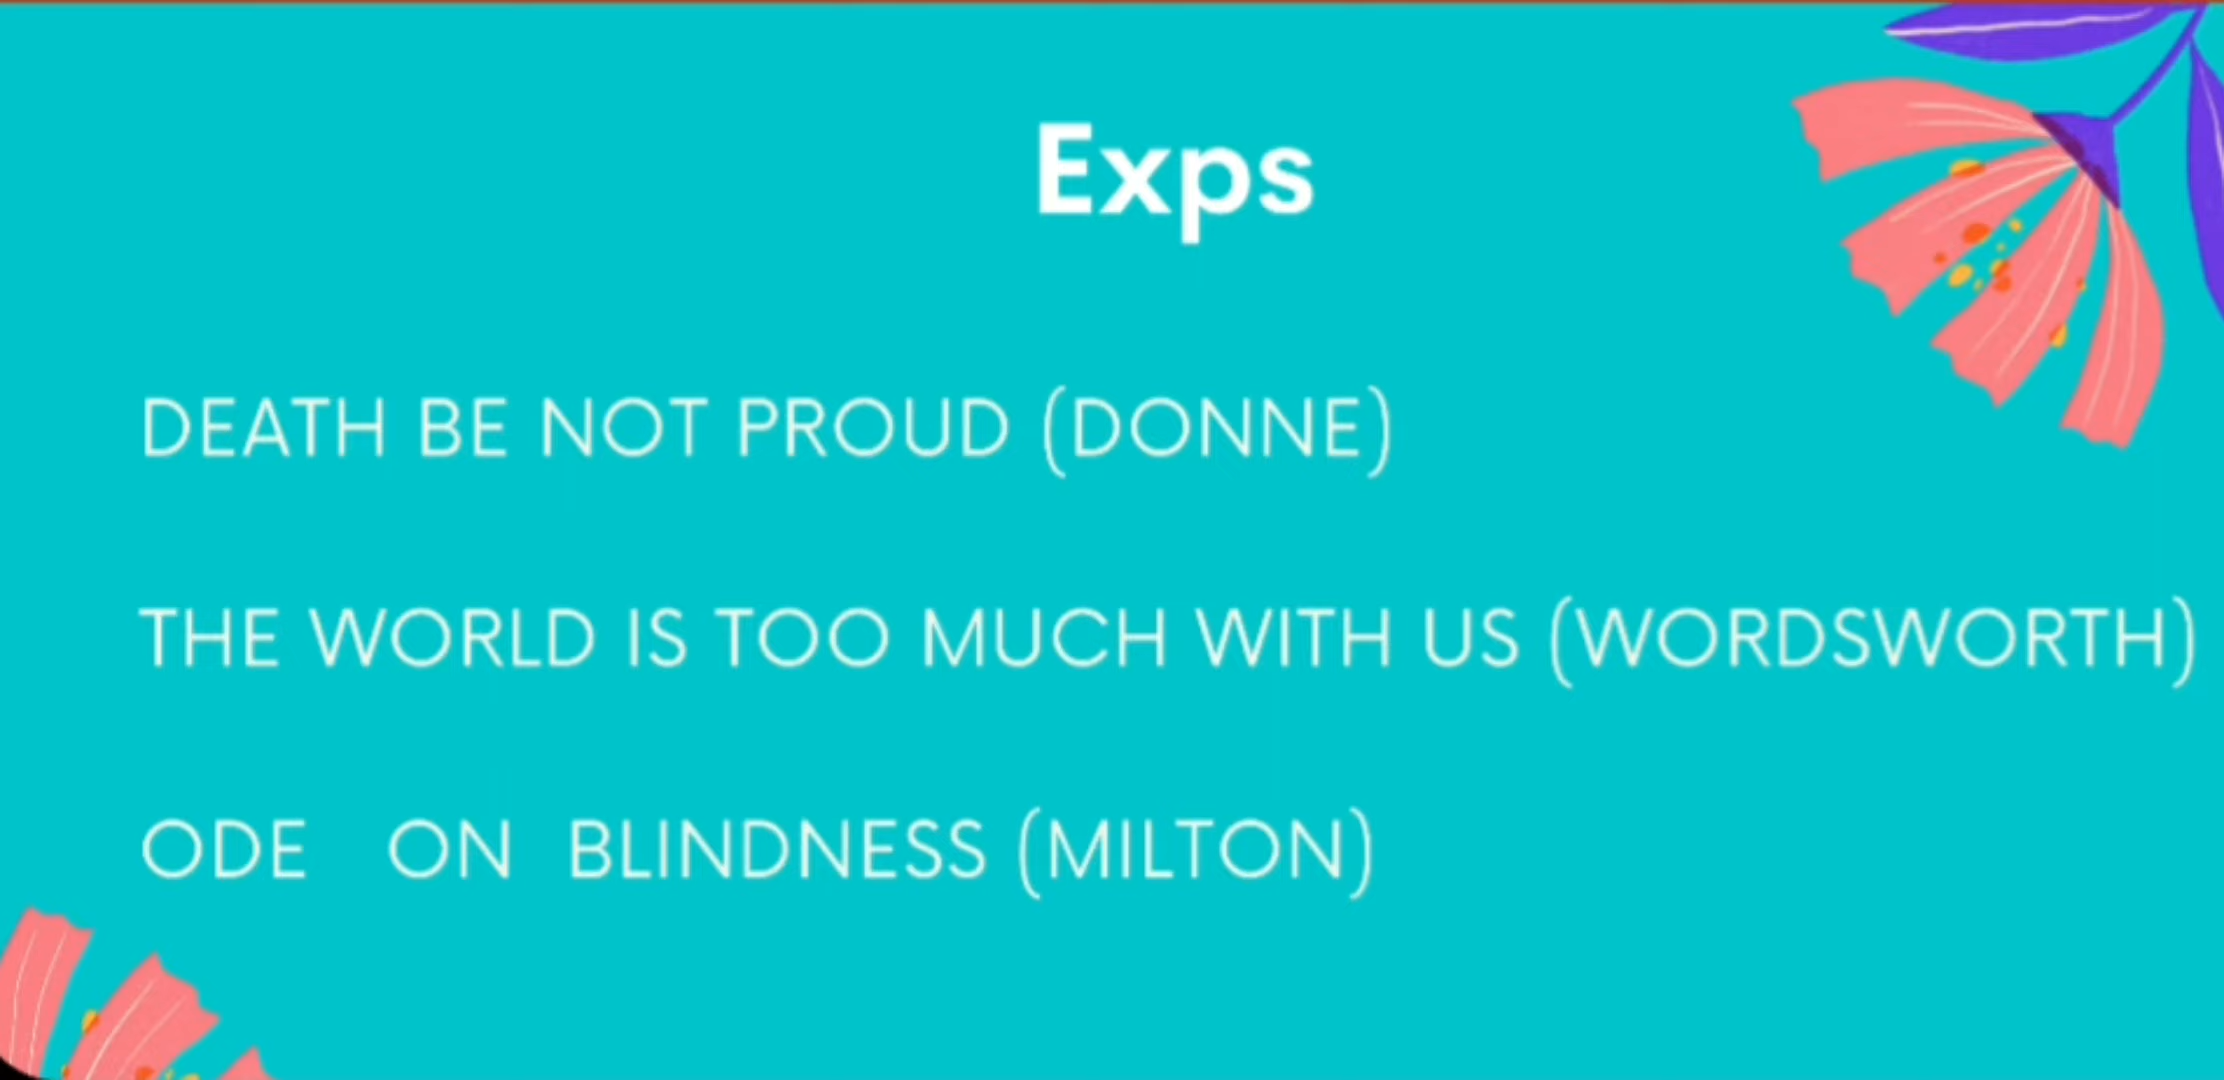 Exps
DEATH BE NOT PROUD (DONNE)
THE WORLD IS TOO MUCH WITH US (WORDSWORTH)
ODE ON BLINDNESS (MILTON)